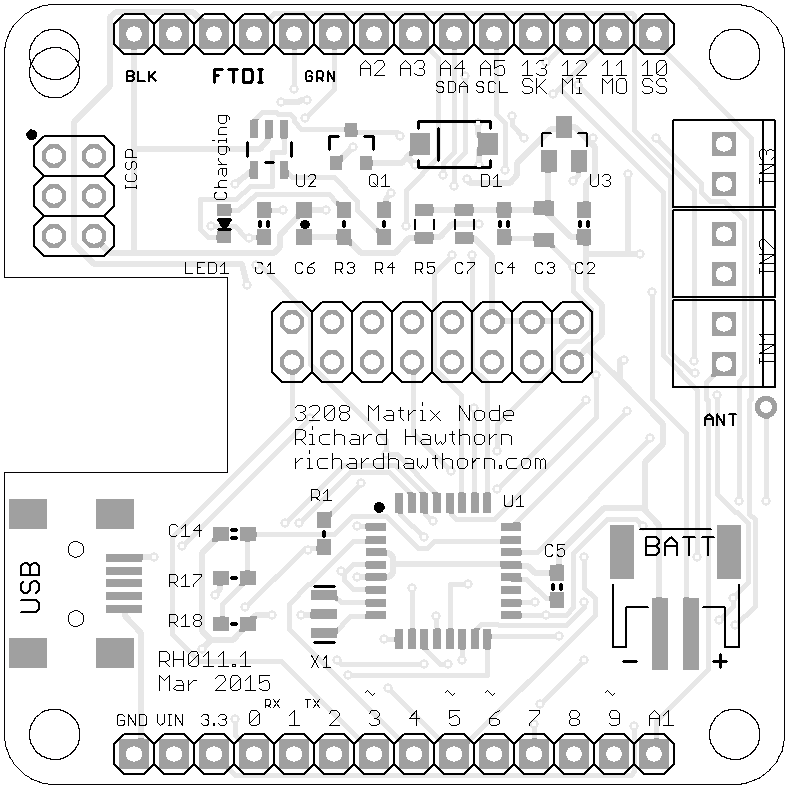 BLK FTDI GRN A2 A3 A4 A5 13 12 11 10
SDA SCL SK MI MO SS
ICSP
Charging
U2 Q1 D1 U3
IN3
IN2
IN1
LED1 C1 C6 R3 R4 R5 C7 C4 C3 C2
3208 Matrix Node
Richard Hawthorn
richardhawthorn.com
ANT
R1 U1
C14
R17
R18
USB
C5
BATT
- +
X1
RH011.1
Mar 2015
RX TX ~ ~ ~ ~
GND VIN 3.3 0 1 2 3 4 5 6 7 8 9 A1